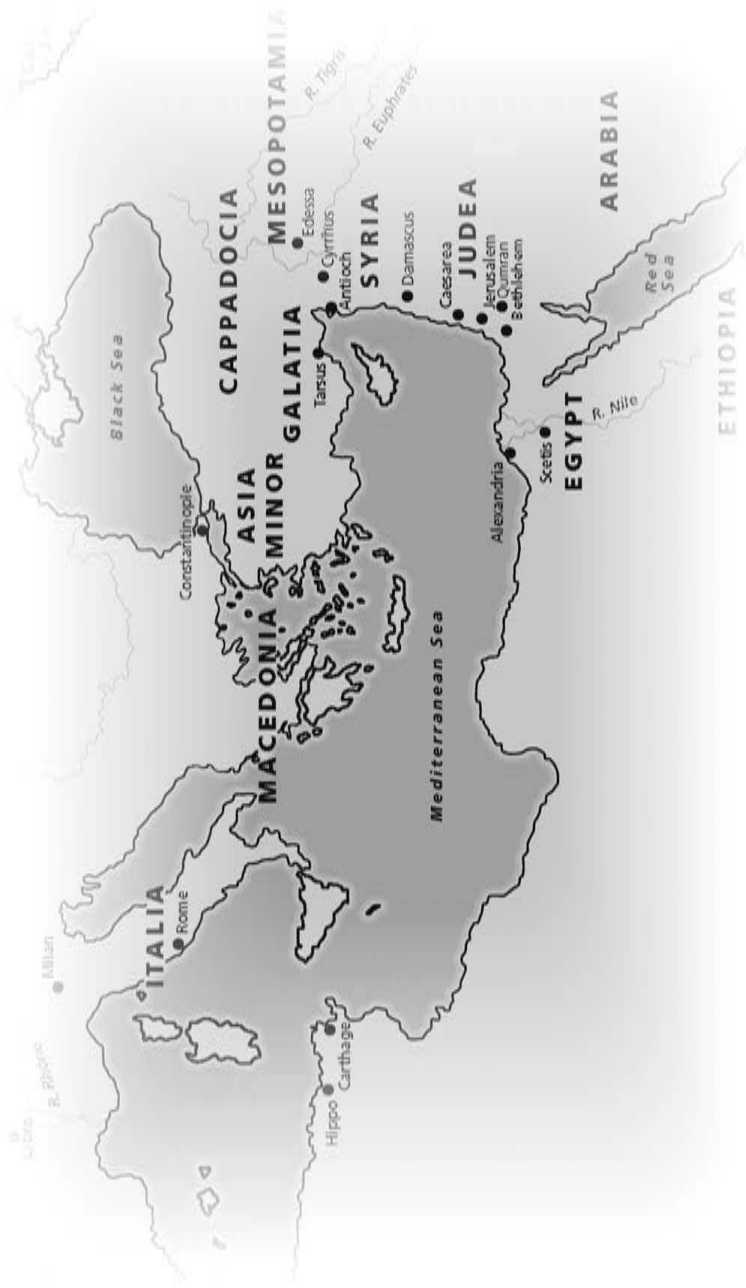 R. Rhone
Milan
ITALIA
Rome
Hippo
Carthage
MACEDONIA
Constantinople
Black Sea
ASIA
MINOR
GALATIA
CAPPADOCIA
MESOPOTAMIA
R. Tigris
R. Euphrates
Edessa
Cyrrhus
Antioch
Tarsus
SYRIA
Damascus
Mediterranean Sea
Caesarea
JUDEA
Jerusalem
Qumran
Bethlehem
Alexandria
Scetis
EGYPT
R. Nile
Red
Sea
ARABIA
ETHIOPIA